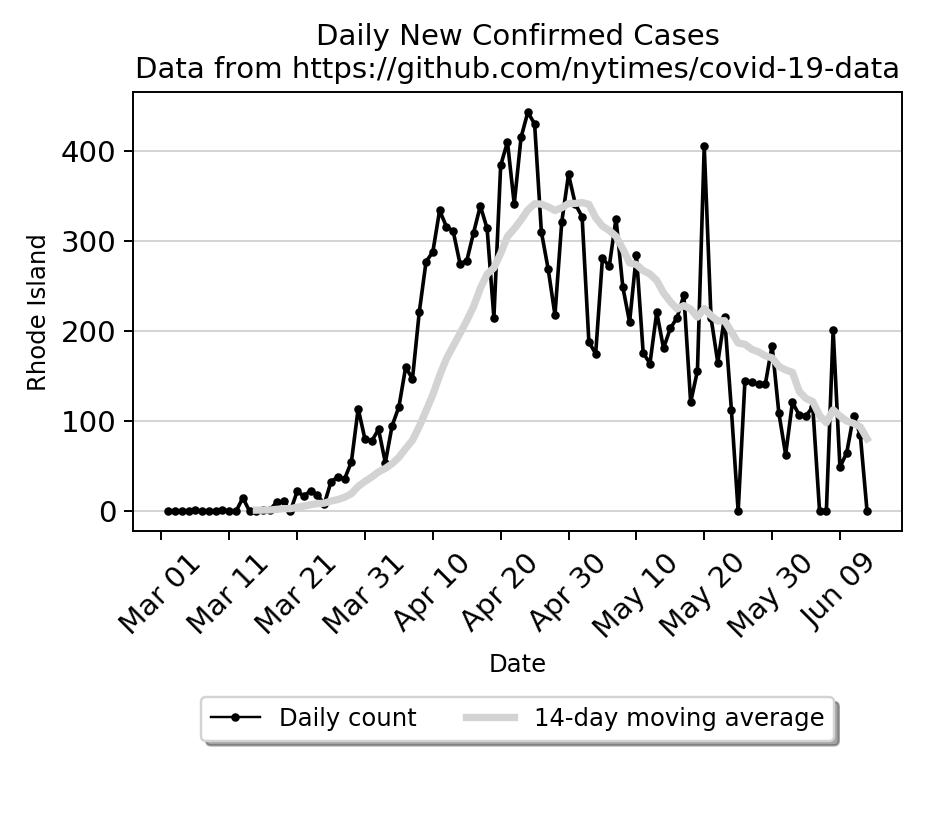 Daily New Confirmed Cases
Data from https://github.com/nytimes/covid-19-data
Rhode Island
400
300
200
100
0
Mar 01
Mar 11
Mar 21
Mar 31
Apr 10
Apr 20
Apr 30
May 10
May 20
May 30
Jun 09
Date
Daily count
14-day moving average